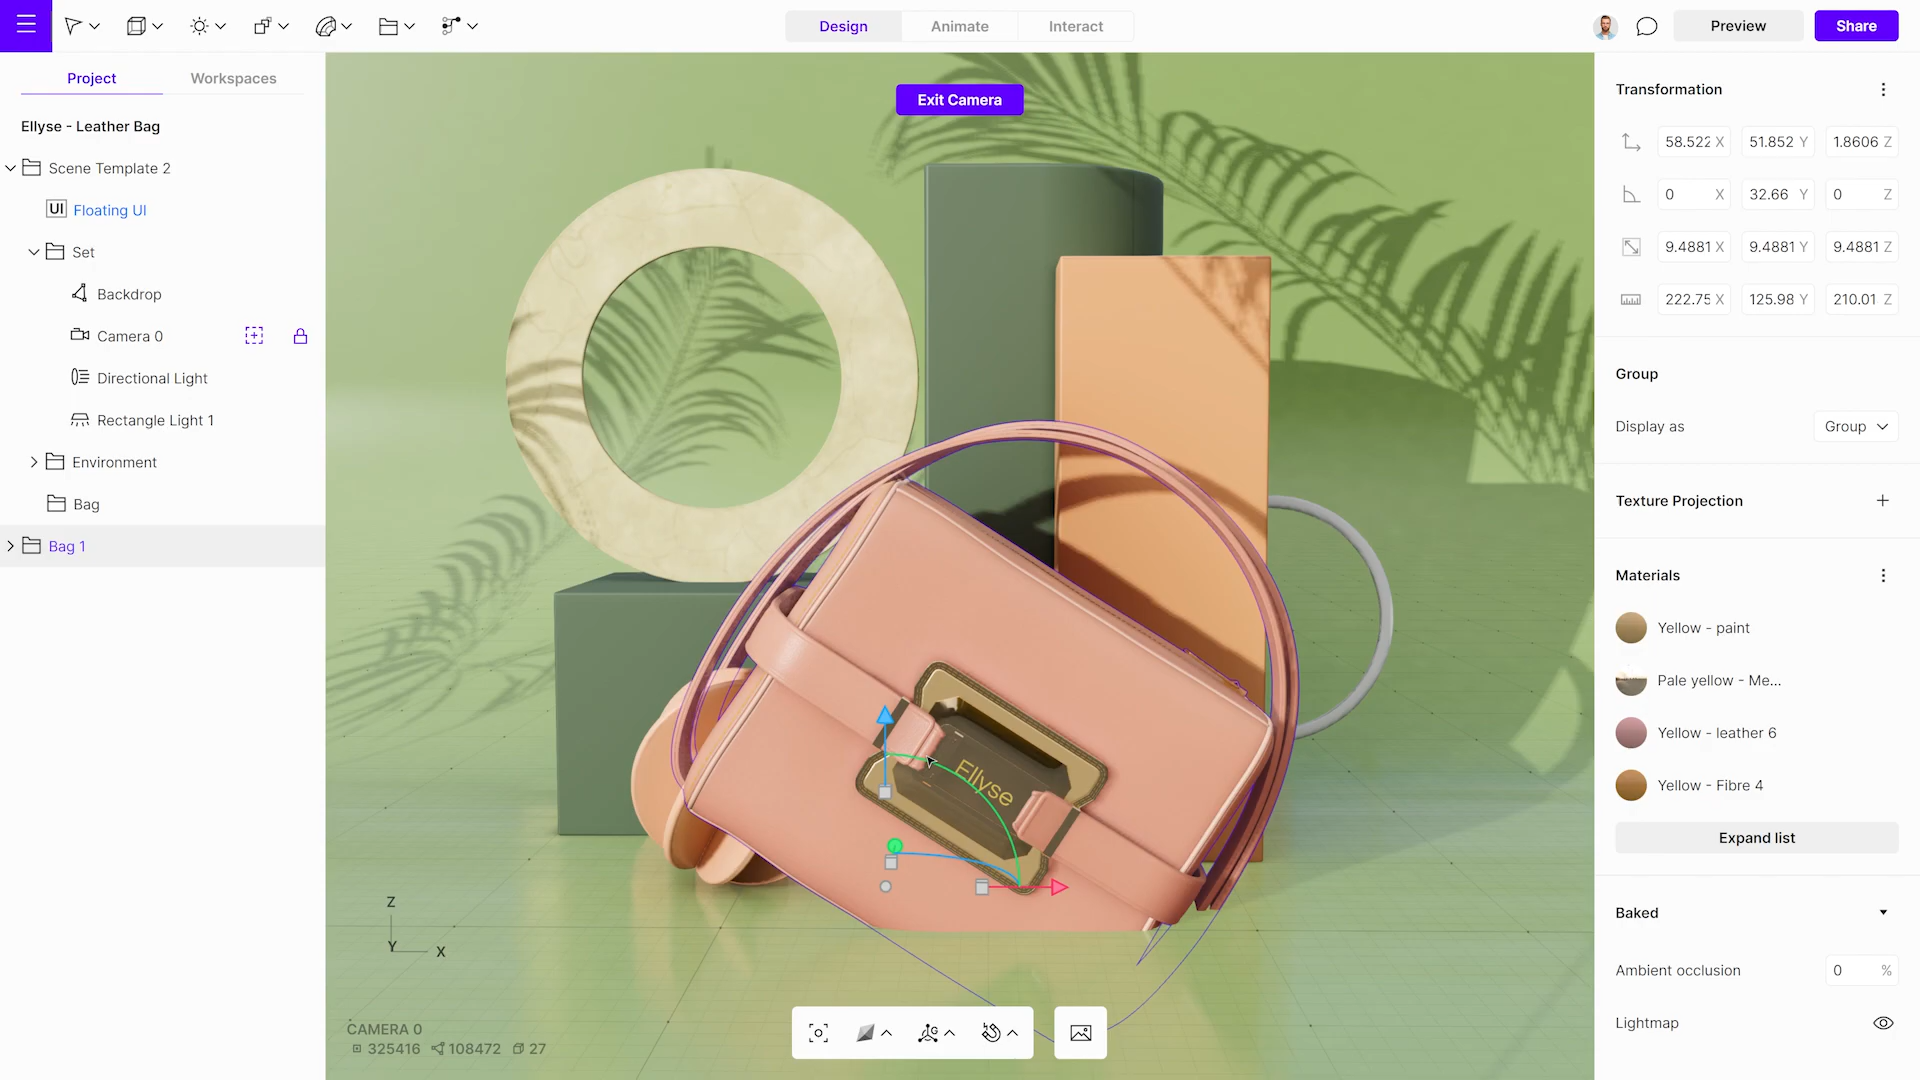 Design
Animate
Interact
Preview
Share
Project
Workspaces
Ellyse - Leather Bag
Scene Template 2
UI Floating UI
Set
Backdrop
Camera 0
Directional Light
Rectangle Light 1
Environment
Bag
Bag 1
Exit Camera
Ellyse
Z
Y
X
CAMERA 0
325416 108472 27
Transformation
58.522 X 51.852 Y 1.8606 Z
0 X 32.66 Y 0 Z
9.4881 X 9.4881 Y 9.4881 Z
222.75 X 125.98 Y 210.01 Z
Group
Display as Group
Texture Projection
Materials
Yellow - paint
Pale yellow - Me...
Yellow - leather 6
Yellow - Fibre 4
Expand list
Baked
Ambient occlusion 0 %
Lightmap